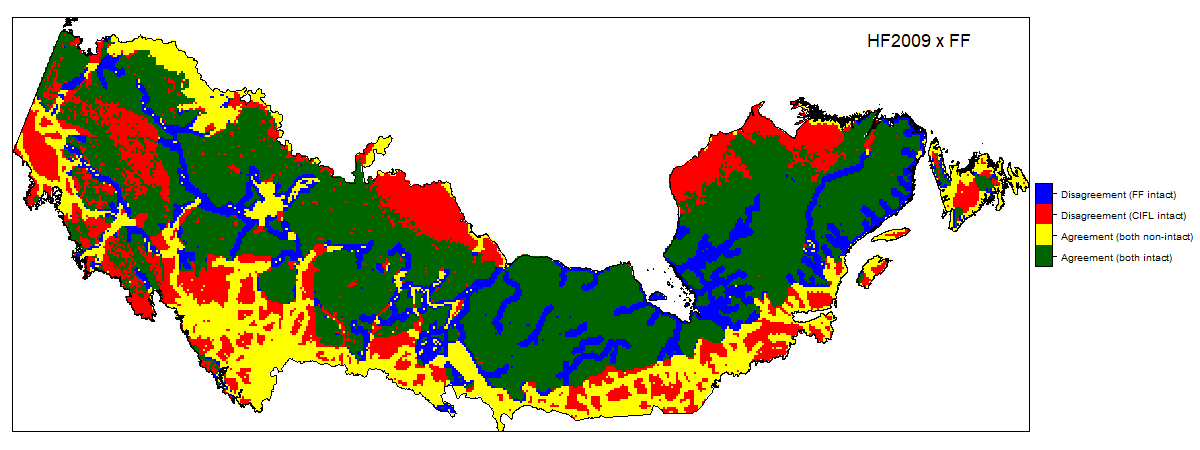 HF2009 x FF
Disagreement (FF intact)
Disagreement (CIFL intact)
Agreement (both non-intact)
Agreement (both intact)